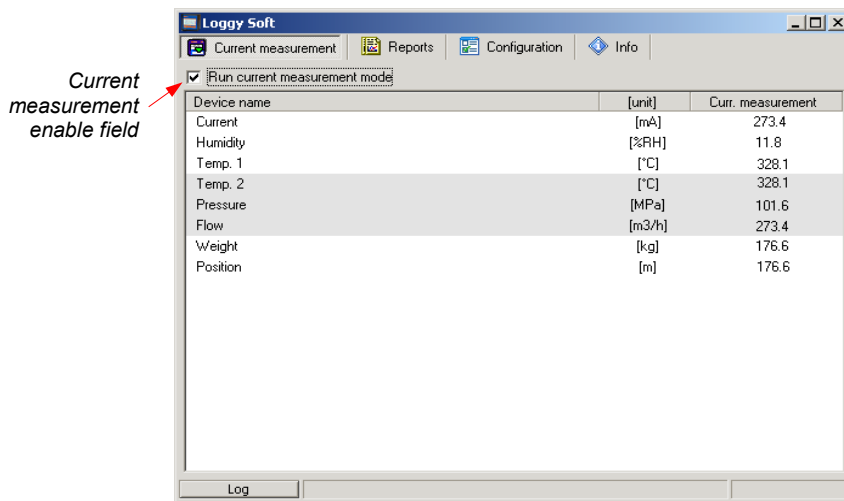 Loggy Soft
Current measurement Reports Configuration Info
Current
measurement
enable field
Run current measurement mode
Device name [unit] Curr. measurement
Current [mA] 273.4
Humidity [%RH] 11.8
Temp. 1 [°C] 328.1
Temp. 2 [°C] 328.1
Pressure [MPa] 101.6
Flow [m3/h] 273.4
Weight [kg] 176.6
Position [m] 176.6
Log